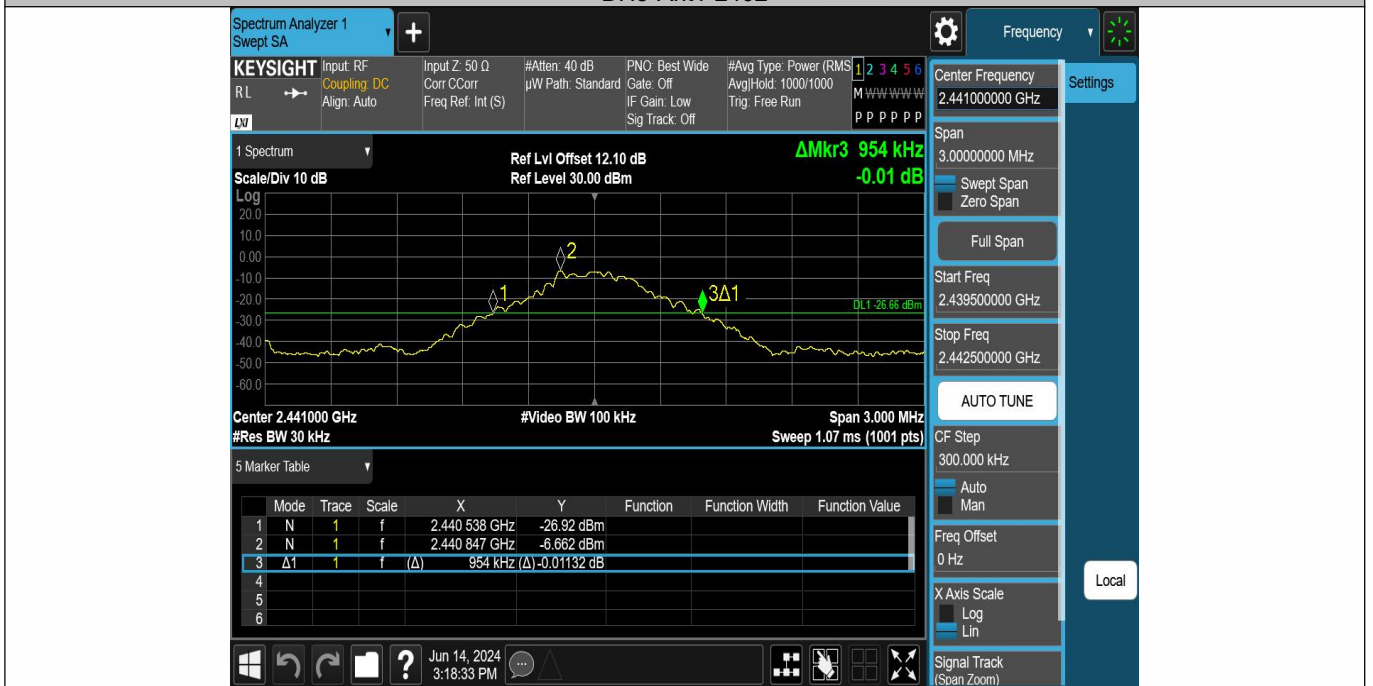 Spectrum Analyzer 1
Swept SA
+
Frequency
KEYSIGHT Input: RF Input Z: 50 Ω #Atten: 40 dB PNO: Best Wide #Avg Type: Power (RMS 1 2 3 4 5 6
RL Coupling: DC Corr CCorr µW Path: Standard Gate: Off Avg|Hold: 1000/1000 M W W W W W
Align: Auto Freq Ref: Int (S) IF Gain: Low Trig: Free Run
LXI Sig Track: Off P P P P P P
1 Spectrum Ref Lvl Offset 12.10 dB ΔMkr3 954 kHz
Scale/Div 10 dB Ref Level 30.00 dBm -0.01 dB
Log
20.0
10.0
0.00
-10.0
-20.0
-30.0
-40.0
-50.0
-60.0
2
1
3Δ1
DL1 -26.66 dBm
Center 2.441000 GHz #Video BW 100 kHz Span 3.000 MHz
#Res BW 30 kHz Sweep 1.07 ms (1001 pts)
5 Marker Table
Mode Trace Scale X Y Function Function Width Function Value
1 N 1 f 2.440 538 GHz -26.92 dBm
2 N 1 f 2.440 847 GHz -6.662 dBm
3 Δ1 1 f (Δ) 954 kHz (Δ) -0.01132 dB
4
5
6
Jun 14, 2024
3:18:33 PM
?
Center Frequency
2.441000000 GHz
Settings
Span
3.00000000 MHz
Swept Span
Zero Span
Full Span
Start Freq
2.439500000 GHz
Stop Freq
2.442500000 GHz
AUTO TUNE
CF Step
300.000 kHz
Auto
Man
Freq Offset
0 Hz
Local
X Axis Scale
Log
Lin
Signal Track
(Span Zoom)